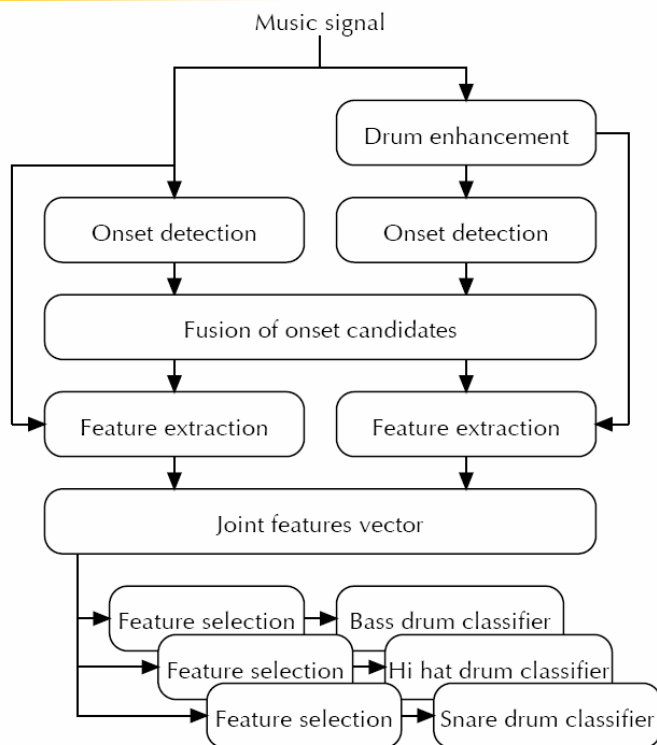 Music signal
Drum enhancement
Onset detection
Onset detection
Fusion of onset candidates
Feature extraction
Feature extraction
Joint features vector
Feature selection
Bass drum classifier
Feature selection
Hi hat drum classifier
Feature selection
Snare drum classifier